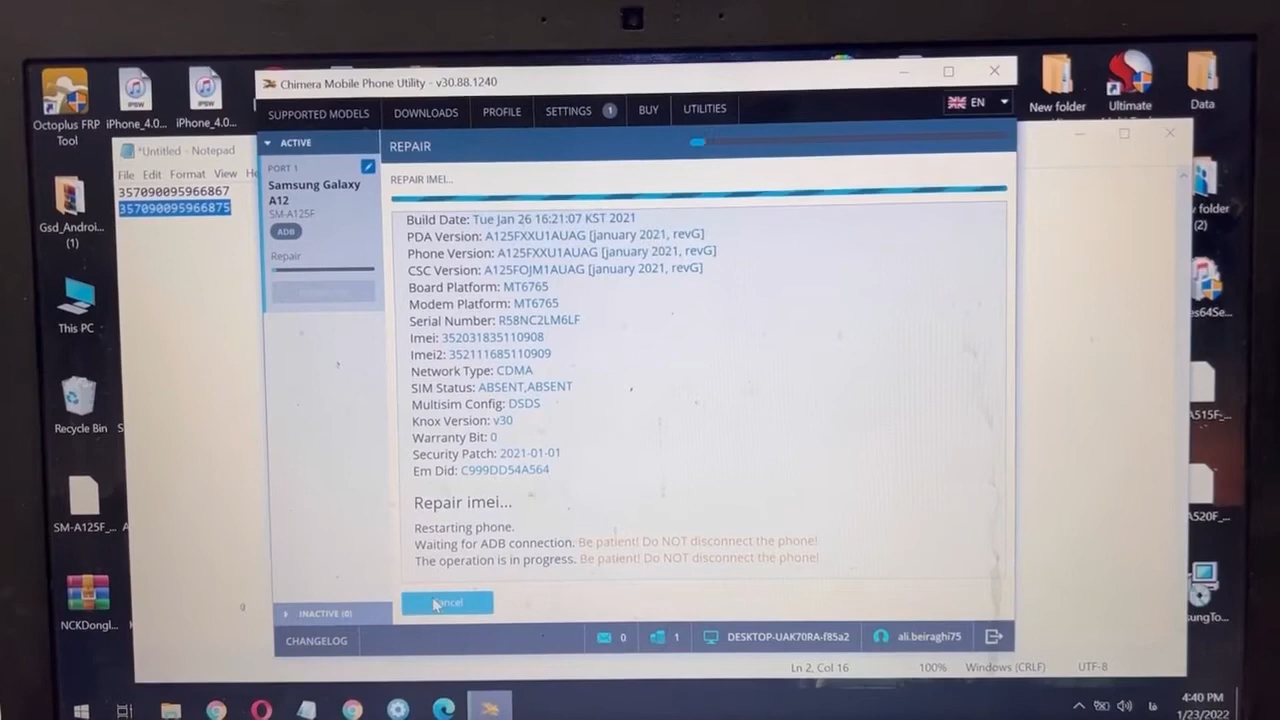 Chimera Mobile Phone Utility - v30.88.1240
SUPPORTED MODELS
DOWNLOADS
PROFILE
SETTINGS
1
BUY
UTILITIES
EN
ACTIVE
PORT 1
Samsung Galaxy
A12
SM-A125F
ADB
Repair
REPAIR
REPAIR IMEI..
Build Date: Tue Jan 26 16:21:07 KST 2021
PDA Version: A125FXXU1AUAG [january 2021, revG]
Phone Version: A125FXXU1AUAG [january 2021, revG]
CSC Version: A125FOJM1AUAG [january 2021, revG]
Board Platform: MT6765
Modem Platform: MT6765
Serial Number: R58NC2LM6LF
Imei: 352031835110908
Imei2: 352111685110909
Network Type: CDMA
SIM Status: ABSENT,ABSENT
Multisim Config: DSDS
Knox Version: v30
Warranty Bit: 0
Security Patch: 2021-01-01
Em Did: C999DD54A564
Repair imei...
Restarting phone.
Waiting for ADB connection. Be patient! Do NOT disconnect the phone!
The operation is in progress. Be patient! Do NOT disconnect the phone!
INACTIVE (0)
CHANGELOG
0
1
DESKTOP-UAK70RA-f85a2
ali.beiraghi75
*Untitled - Notepad
File Edit Format View
357090095966867
357090095966875
Ln 2, Col 16
100%
Windows (CRLF)
UTF-8
Octoplus FRP
Tool
iPhone_4.0...
iPhone_4.0...
Gsd_Androi...
(1)
This PC
Recycle Bin
SM-A125F_...
NCKDongl...
New folder
Ultimate
Data
folder
(2)
A515F-...
A520F_...
4:40 PM
1/23/2022